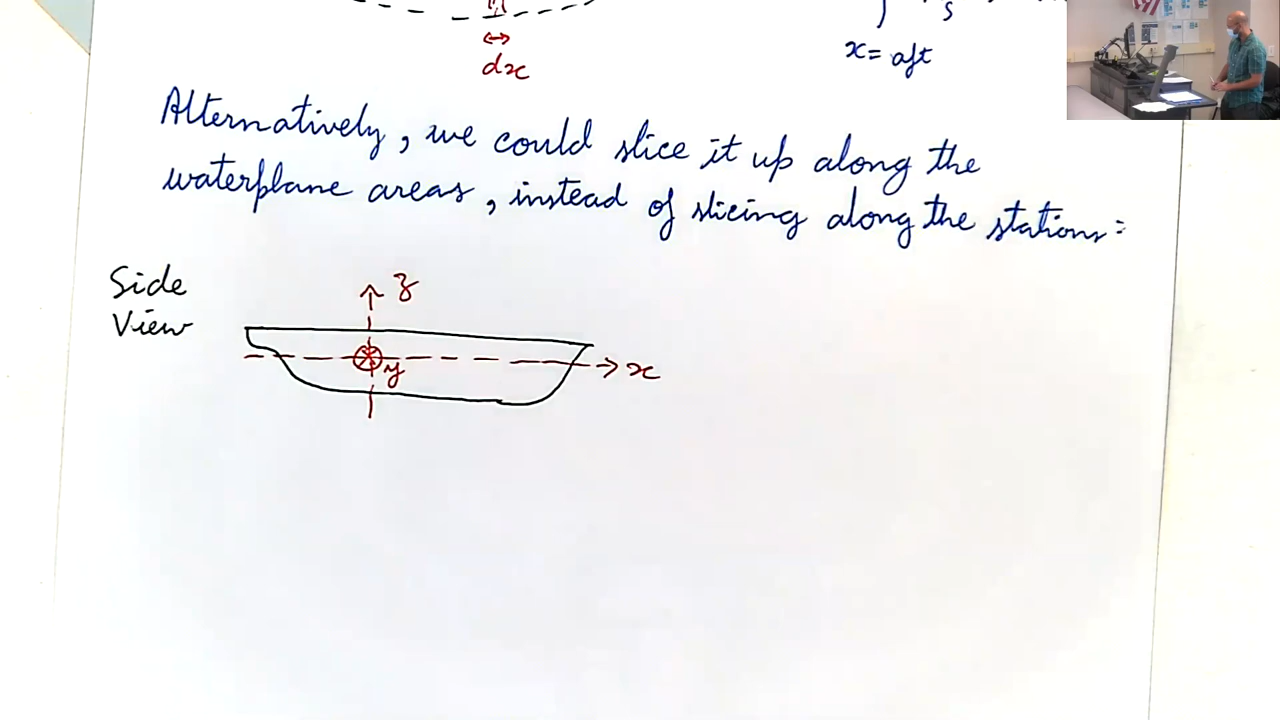 s
dx
x = aft
Alternatively, we could slice it up along the
waterplane areas, instead of slicing along the stations:
Side
View
z
y
x